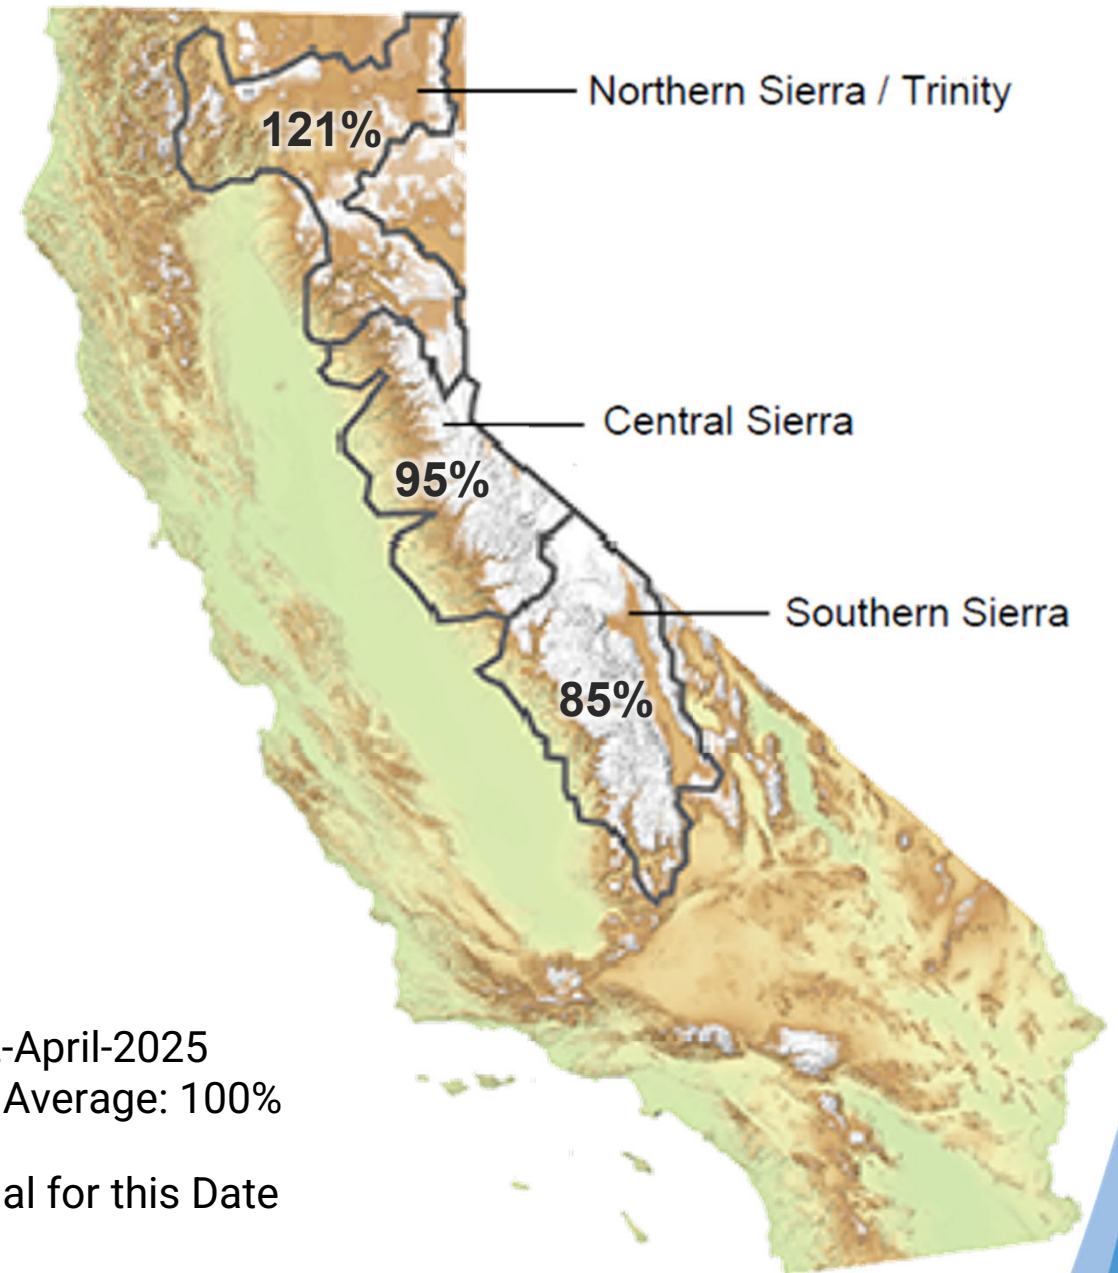 Northern Sierra / Trinity
121%
Central Sierra
95%
Southern Sierra
85%
-April-2025
Average: 100%
al for this Date